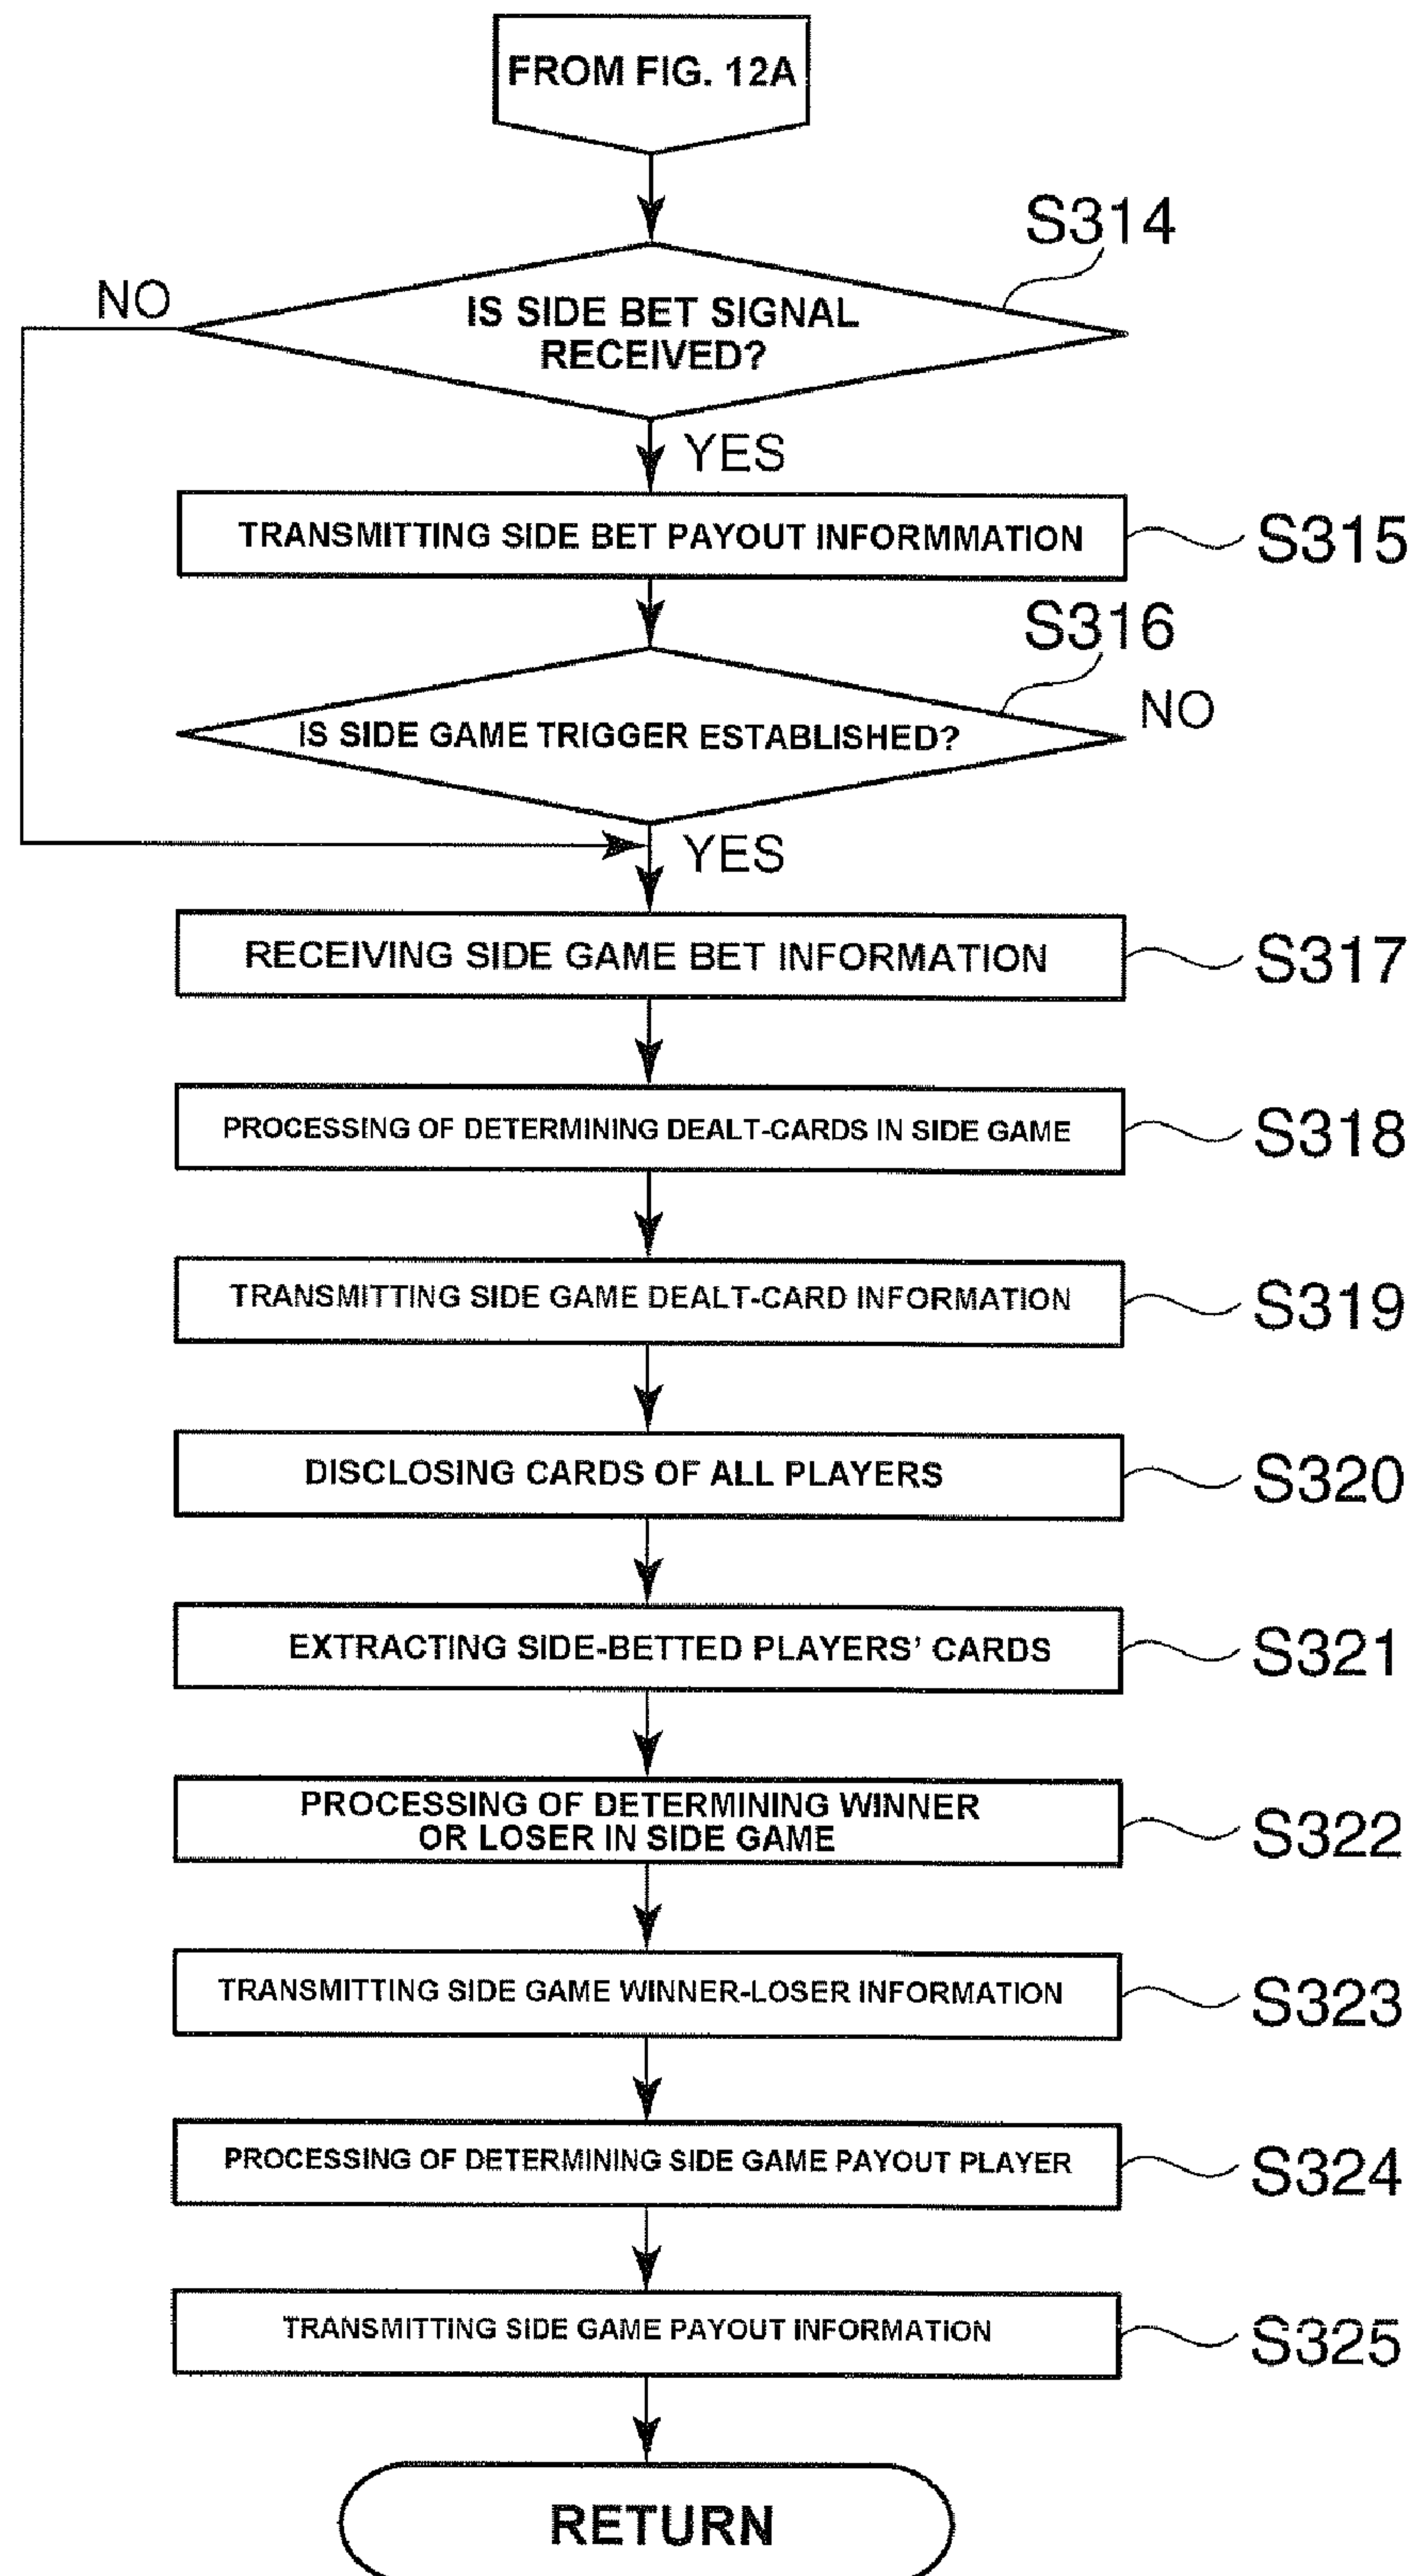 FROM FIG. 12A
S314
NO
IS SIDE BET SIGNAL
RECEIVED?
YES
TRANSMITTING SIDE BET PAYOUT INFORMMATION
S315
S316
NO
IS SIDE GAME TRIGGER ESTABLISHED?
YES
RECEIVING SIDE GAME BET INFORMATION
S317
PROCESSING OF DETERMINING DEALT-CARDS IN SIDE GAME
S318
TRANSMITTING SIDE GAME DEALT-CARD INFORMATION
S319
DISCLOSING CARDS OF ALL PLAYERS
S320
EXTRACTING SIDE-BETTED PLAYERS' CARDS
S321
PROCESSING OF DETERMINING WINNER
OR LOSER IN SIDE GAME
S322
TRANSMITTING SIDE GAME WINNER-LOSER INFORMATION
S323
PROCESSING OF DETERMINING SIDE GAME PAYOUT PLAYER
S324
TRANSMITTING SIDE GAME PAYOUT INFORMATION
S325
RETURN